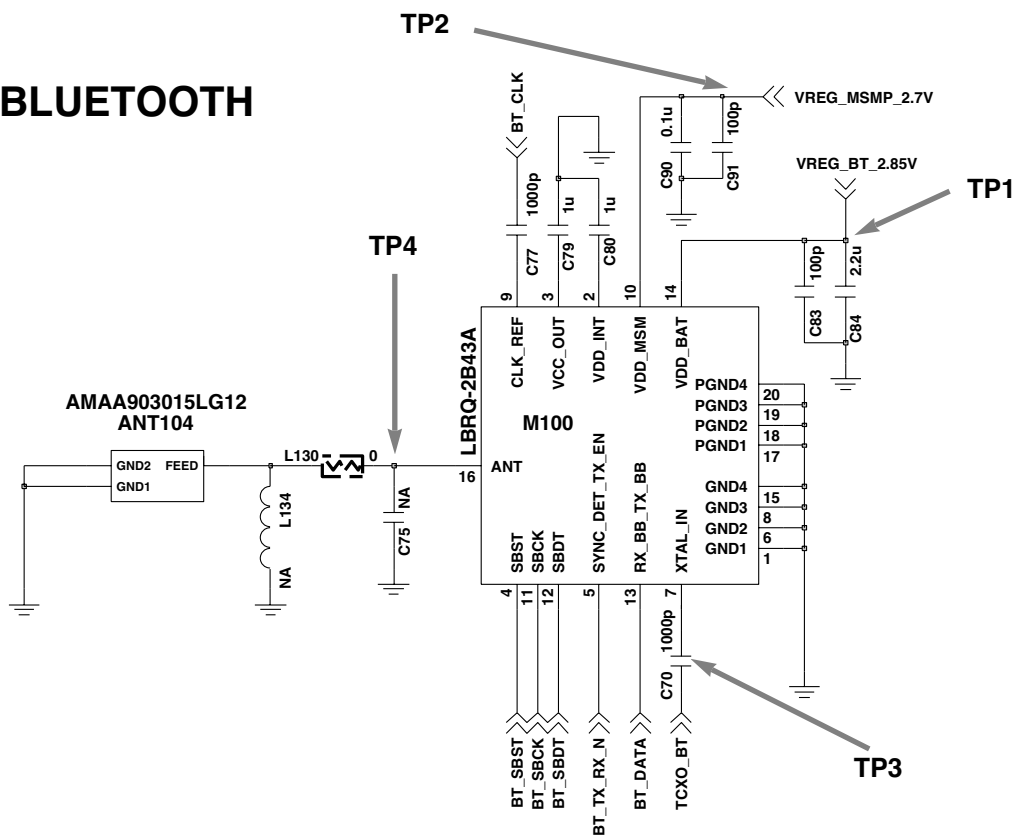 TP2
BLUETOOTH
BT_CLK
0.1u
100p
VREG_MSMP_2.7V
C90
C91
VREG_BT_2.85V
TP1
1000p
1u
1u
C77
C79
C80
TP4
100p
2.2u
C83
C84
9
3
2
10
14
LBRQ-2B43A
CLK_REF
VCC_OUT
VDD_INT
VDD_MSM
VDD_BAT
M100
PGND4
20
PGND3
19
PGND2
18
PGND1
17
GND4
15
GND3
8
GND2
6
GND1
1
AMAA903015LG12
ANT104
GND2
FEED
GND1
L130
0
L134
NA
NA
C75
16
ANT
SBST
SBCK
SBDT
SYNC_DET_TX_EN
RX_BB_TX_BB
XTAL_IN
4
11
12
5
13
7
1000p
C70
TP3
BT_SBST
BT_SBCK
BT_SBDT
BT_TX_RX_N
BT_DATA
TCXO_BT